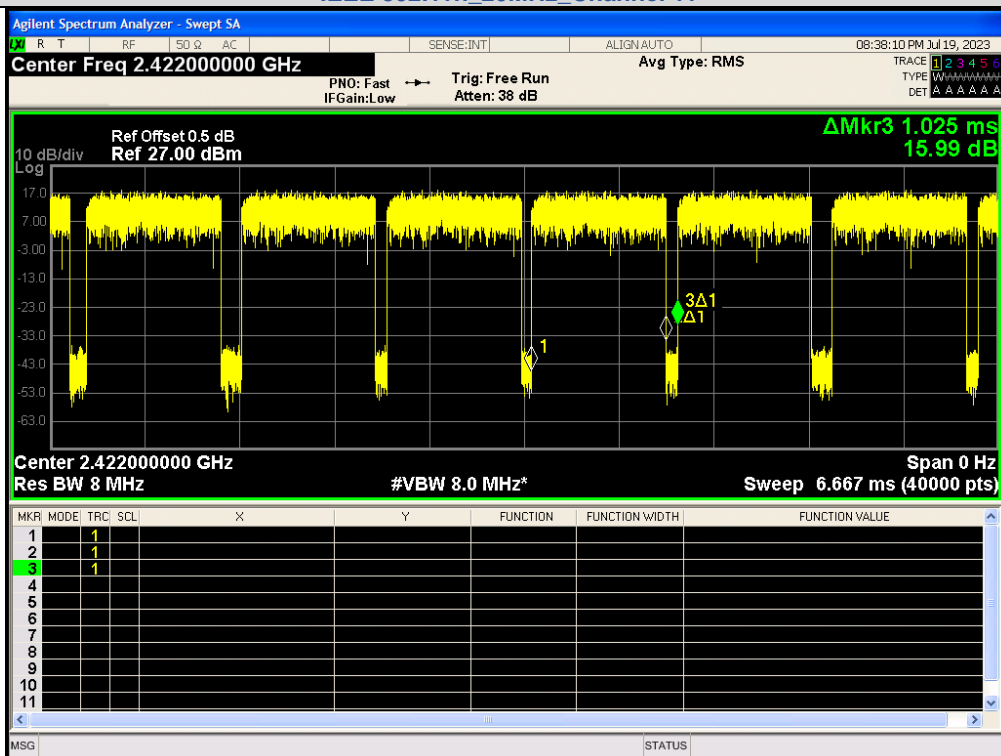 Agilent Spectrum Analyzer - Swept SA
LXI R T RF 50 Ω AC SENSE:INT ALIGN AUTO 08:38:10 PM Jul 19, 2023
Center Freq 2.422000000 GHz
PNO: Fast
IFGain:Low
Trig: Free Run
Atten: 38 dB
Avg Type: RMS
TRACE 1 2 3 4 5 6
TYPE W
DET A A A A A A
ΔMkr3 1.025 ms
15.99 dB
Ref Offset 0.5 dB
10 dB/div Ref 27.00 dBm
Log
17.0
7.00
-3.00
-13.0
-23.0
-33.0
-43.0
-53.0
-63.0
3Δ1
Δ1
1
Center 2.422000000 GHz Span 0 Hz
Res BW 8 MHz #VBW 8.0 MHz* Sweep 6.667 ms (40000 pts)
MKR MODE TRC SCL X Y FUNCTION FUNCTION WIDTH FUNCTION VALUE
1 1
2 1
3 1
4
5
6
7
8
9
10
11
MSG STATUS